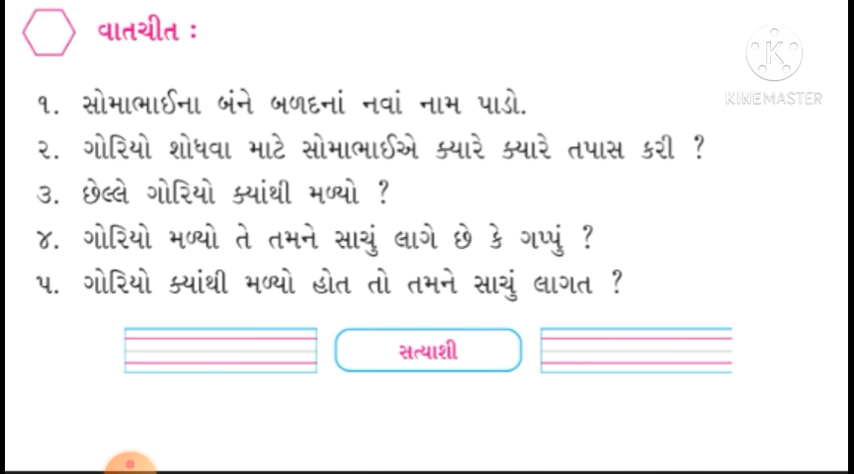 વાતચીત :
KINEMASTER
૧. સોમાભાઈના બંને બળદનાં નવાં નામ પાડો.
૨. ગોરિયો શોધવા માટે સોમાભાઈએ ક્યારે ક્યારે તપાસ કરી ?
૩. છેલ્લે ગોરિયો ક્યાંથી મળ્યો ?
૪. ગોરિયો મળ્યો તે તમને સાચું લાગે છે કે ગપ્પું ?
૫. ગોરિયો ક્યાંથી મળ્યો હોત તો તમને સાચું લાગત ?
સત્યાશી